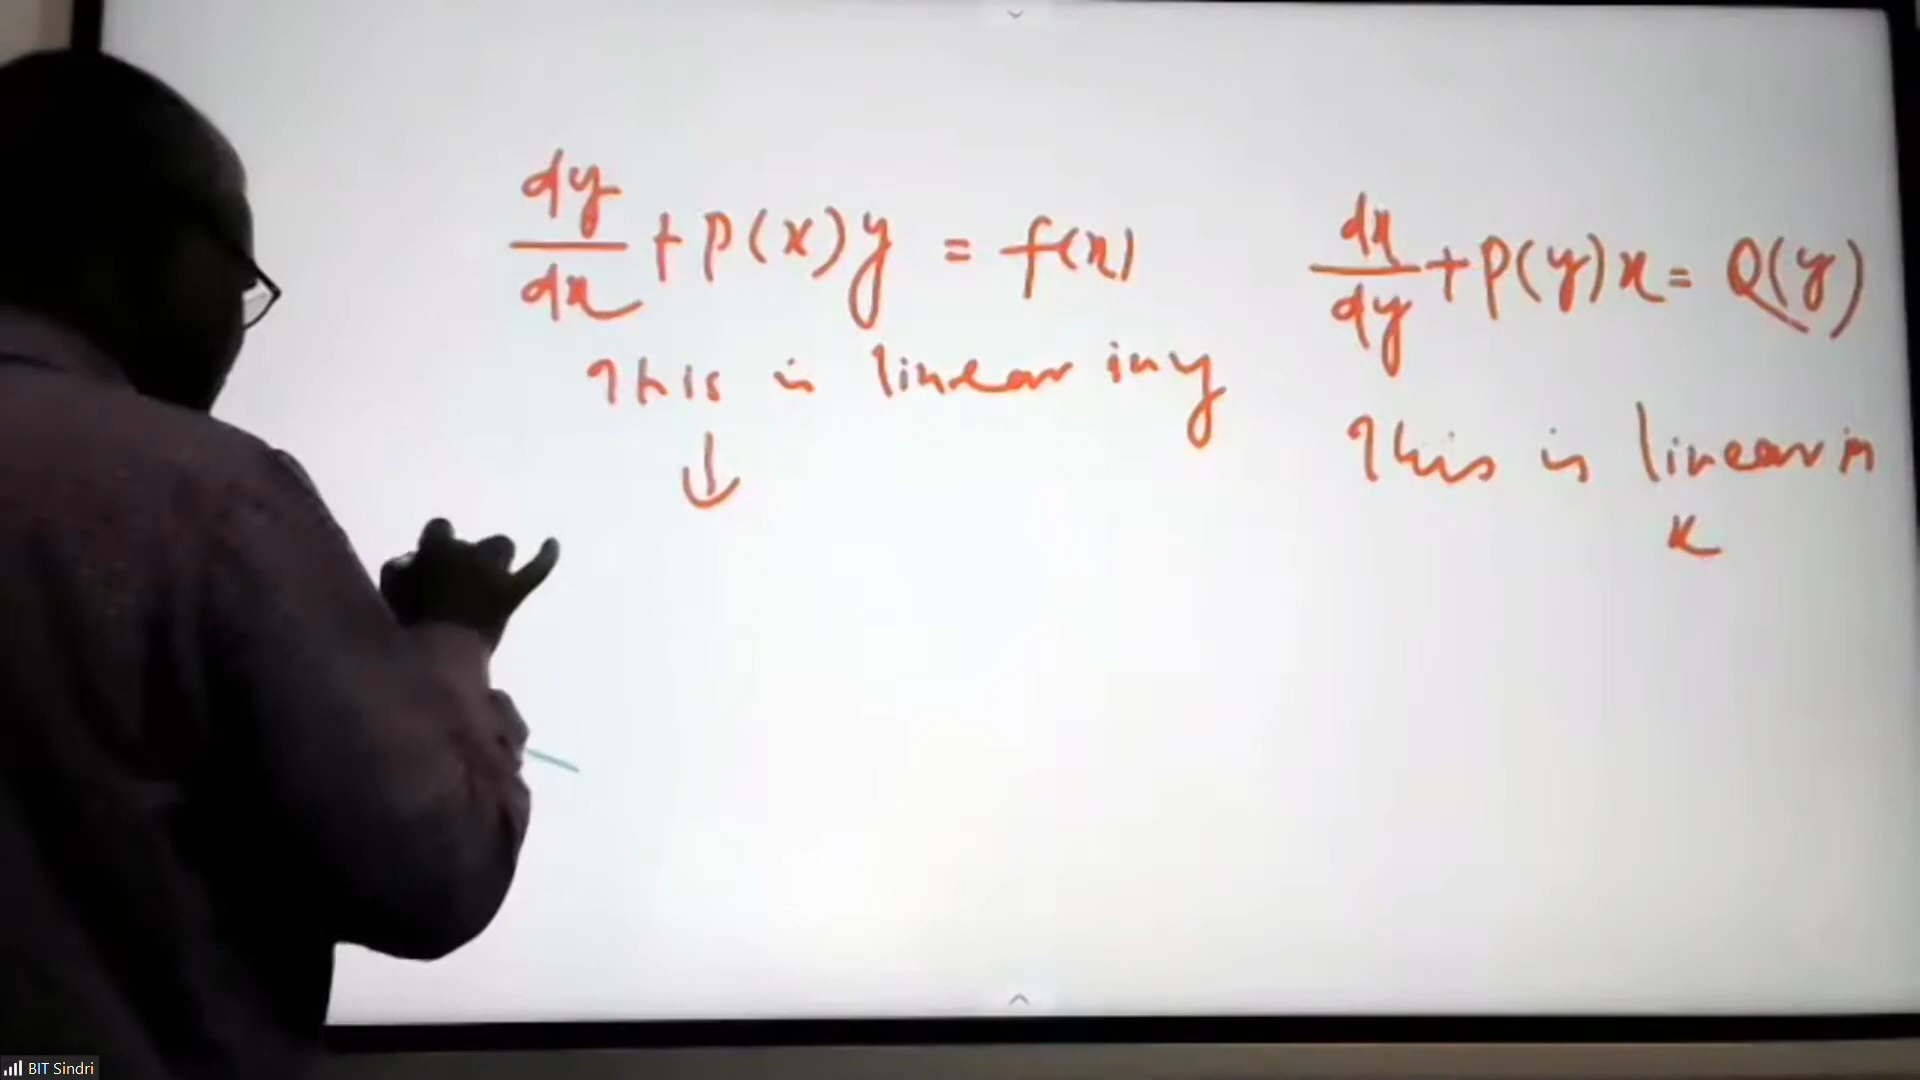 dy/dx + p(x)y = f(x)
This is linear in y
↓
dx/dy + p(y)x = Q(y)
This is linear in
x
BIT Sindri